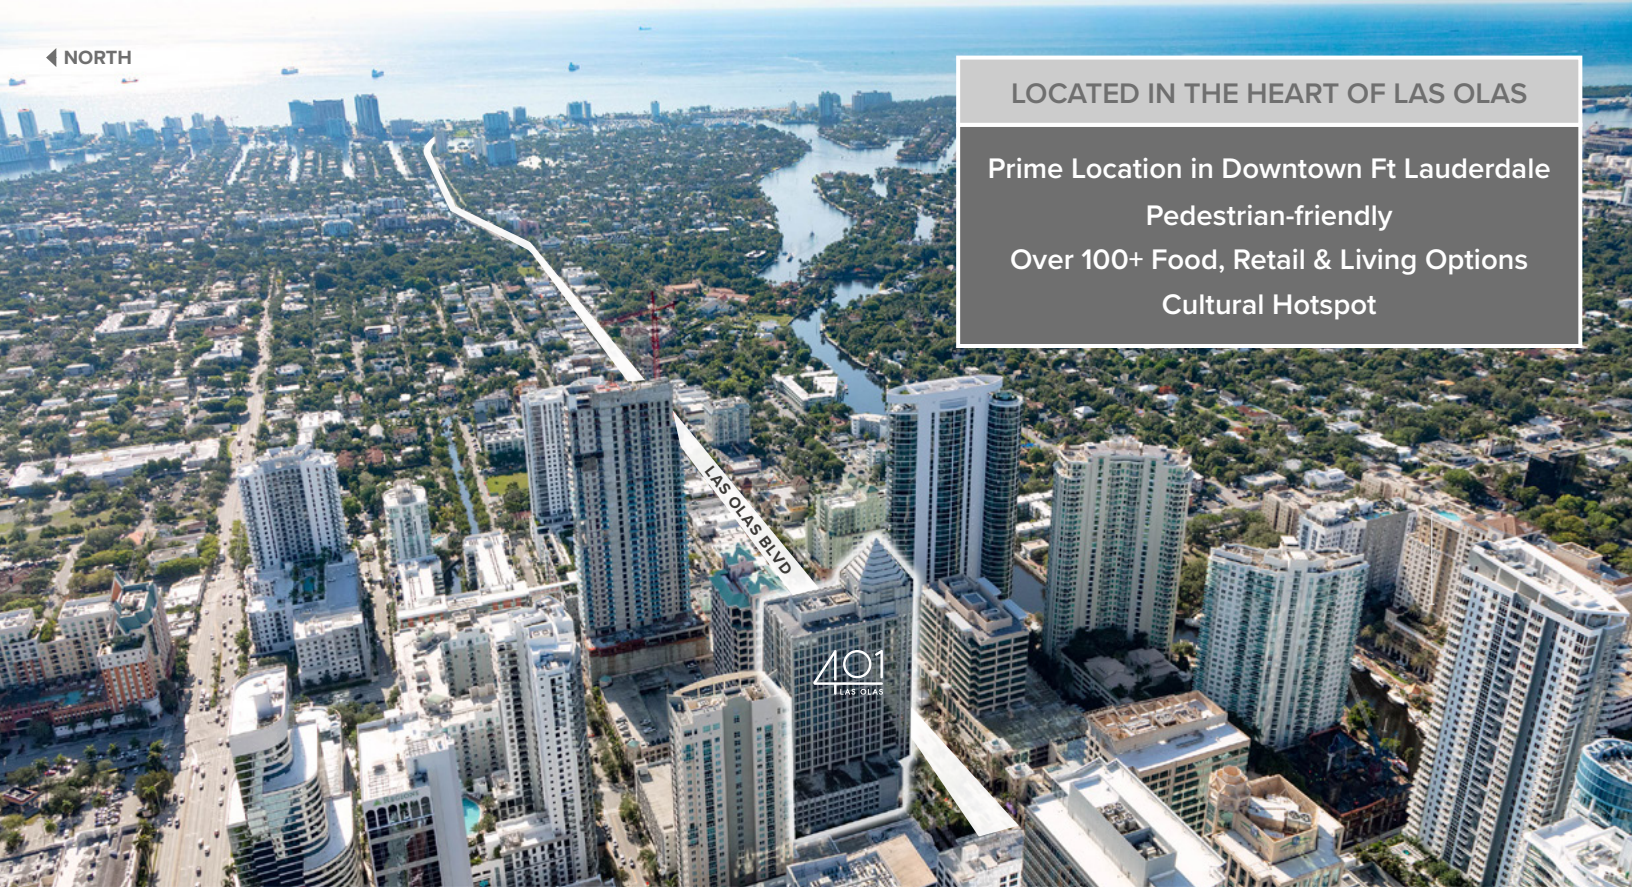 NORTH
LOCATED IN THE HEART OF LAS OLAS
Prime Location in Downtown Ft Lauderdale
Pedestrian-friendly
Over 100+ Food, Retail & Living Options
Cultural Hotspot
LAS OLAS BLVD
401
LAS OLAS